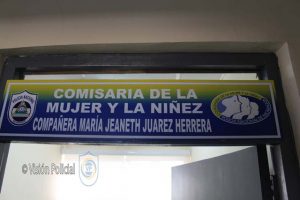 COMISARIA DE LA
MUJER Y LA NIÑEZ
COMPAÑERA MARÍA JEANETH JUAREZ HERRERA
© Visión Policial